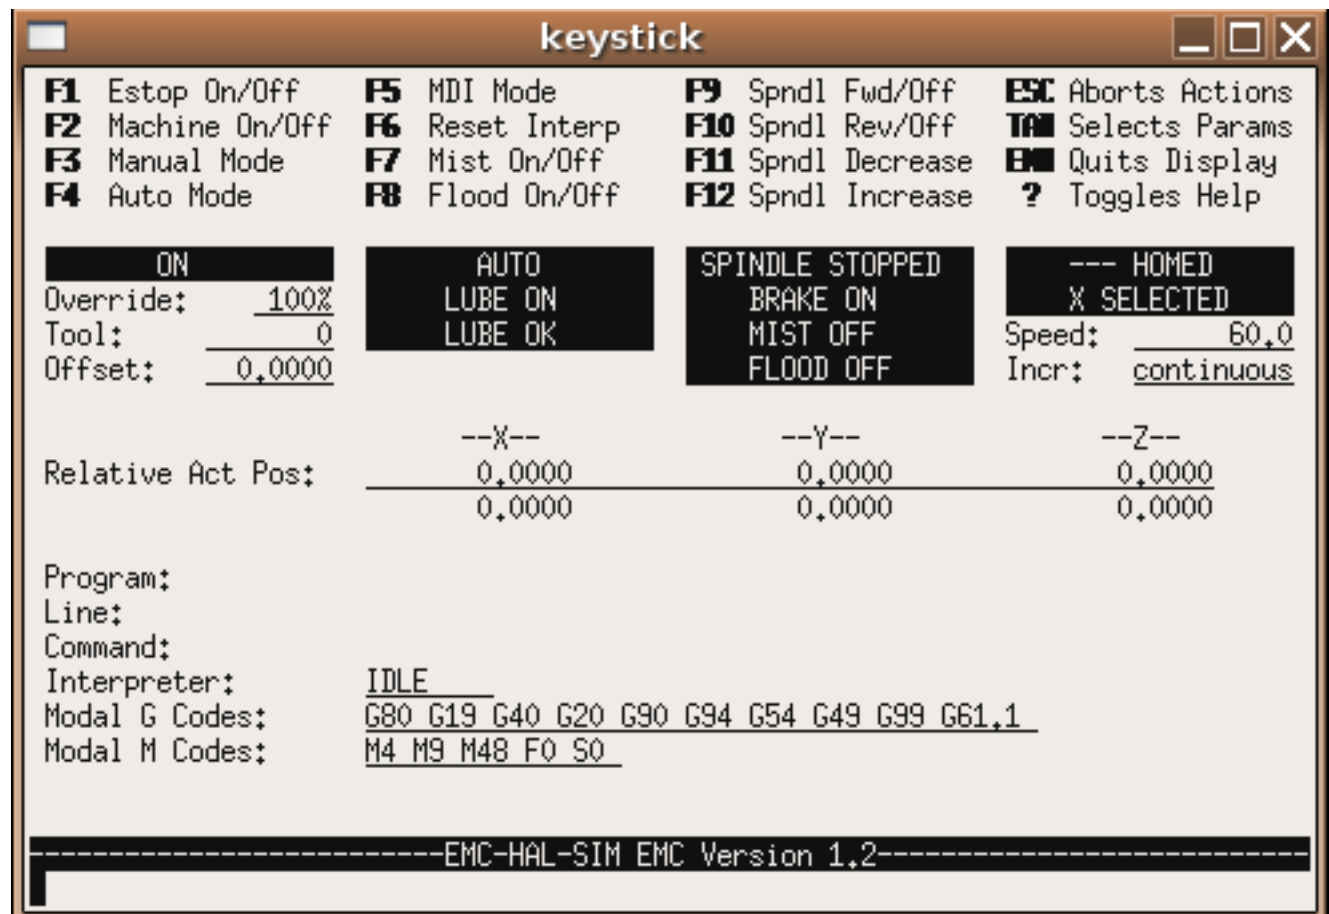 keystick
F1 Estop On/Off F5 MDI Mode F9 Spndl Fwd/Off ESC Aborts Actions
F2 Machine On/Off F6 Reset Interp F10 Spndl Rev/Off Selects Params
F3 Manual Mode F7 Mist On/Off F11 Spndl Decrease Quits Display
F4 Auto Mode F8 Flood On/Off F12 Spndl Increase ? Toggles Help
ON AUTO SPINDLE STOPPED --- HOMED
Override: 100% LUBE ON BRAKE ON X SELECTED
Tool: 0 LUBE OK MIST OFF Speed: 60.0
Offset: 0.0000 FLOOD OFF Incr: continuous
--X-- --Y-- --Z--
Relative Act Pos: 0.0000 0.0000 0.0000
0.0000 0.0000 0.0000
Program:
Line:
Command:
Interpreter: IDLE
Modal G Codes: G80 G19 G40 G20 G90 G94 G54 G49 G99 G61.1
Modal M Codes: M4 M9 M48 F0 S0
--------------------------EMC-HAL-SIM EMC Version 1.2---------------------------